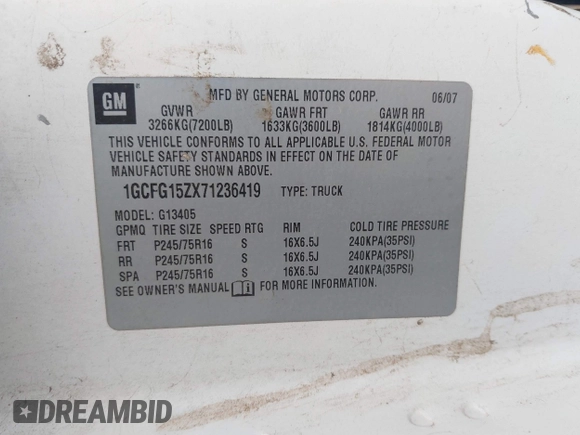 GM
MFD BY GENERAL MOTORS CORP. 06/07
GVWR GAWR FRT GAWR RR
3266KG(7200LB) 1633KG(3600LB) 1814KG(4000LB)
THIS VEHICLE CONFORMS TO ALL APPLICABLE U.S. FEDERAL MOTOR
VEHICLE SAFETY STANDARDS IN EFFECT ON THE DATE OF
MANUFACTURE SHOWN ABOVE.
1GCFG15ZX71236419 TYPE: TRUCK
MODEL: G13405
GPMQ TIRE SIZE SPEED RTG RIM COLD TIRE PRESSURE
FRT P245/75R16 S 16X6.5J 240KPA(35PSI)
RR P245/75R16 S 16X6.5J 240KPA(35PSI)
SPA P245/75R16 S 16X6.5J 240KPA(35PSI)
SEE OWNER'S MANUAL FOR MORE INFORMATION.
DREAMBID